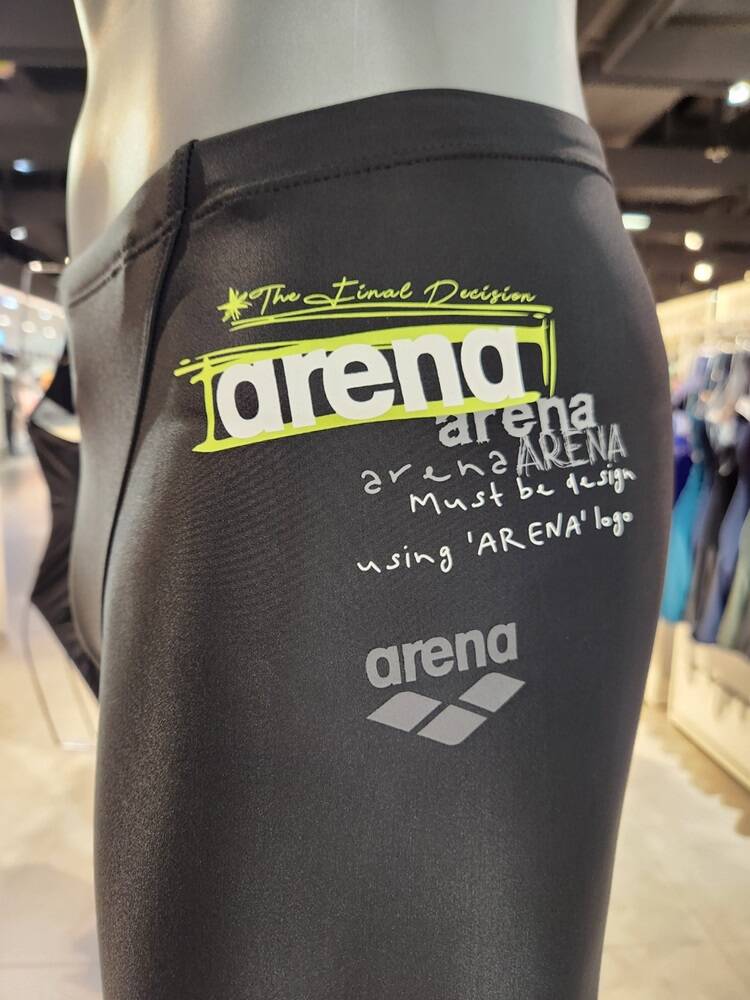 *The Final Decision
arena
arena
arena ARENA
Must be design
using 'ARENA' logo
arena